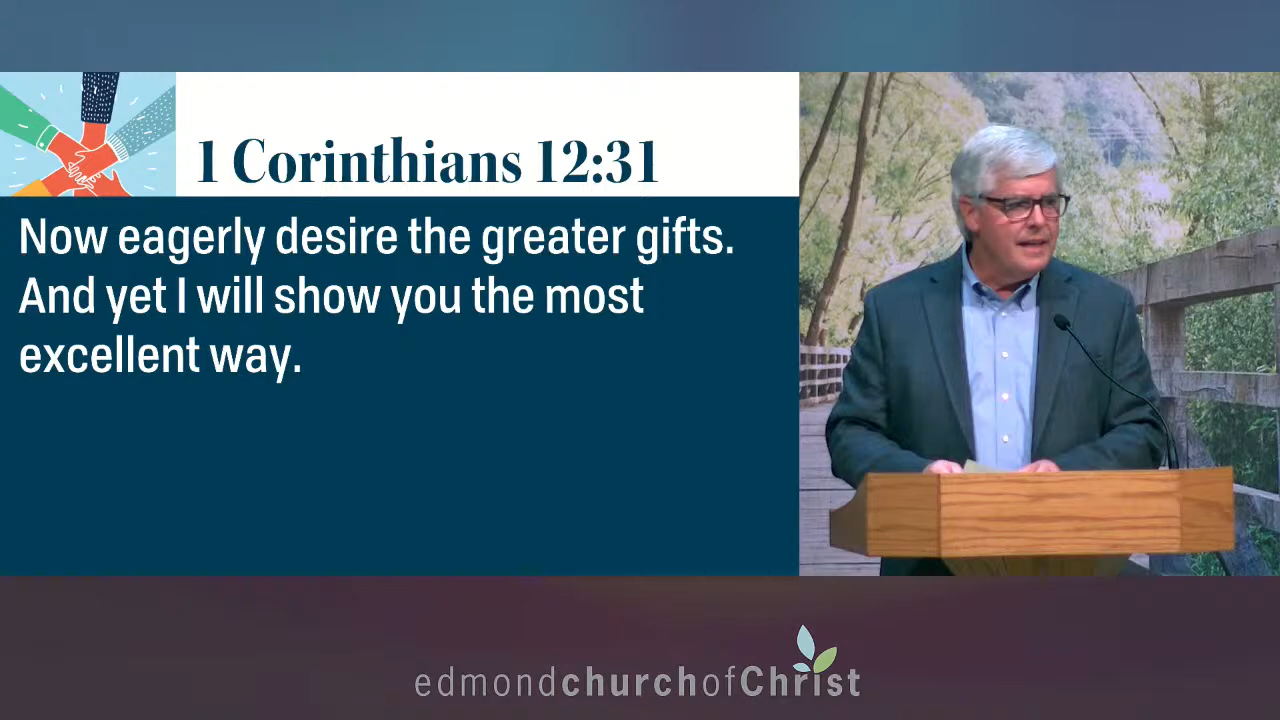 1 Corinthians 12:31
Now eagerly desire the greater gifts.
And yet I will show you the most
excellent way.
edmondchurchofChrist